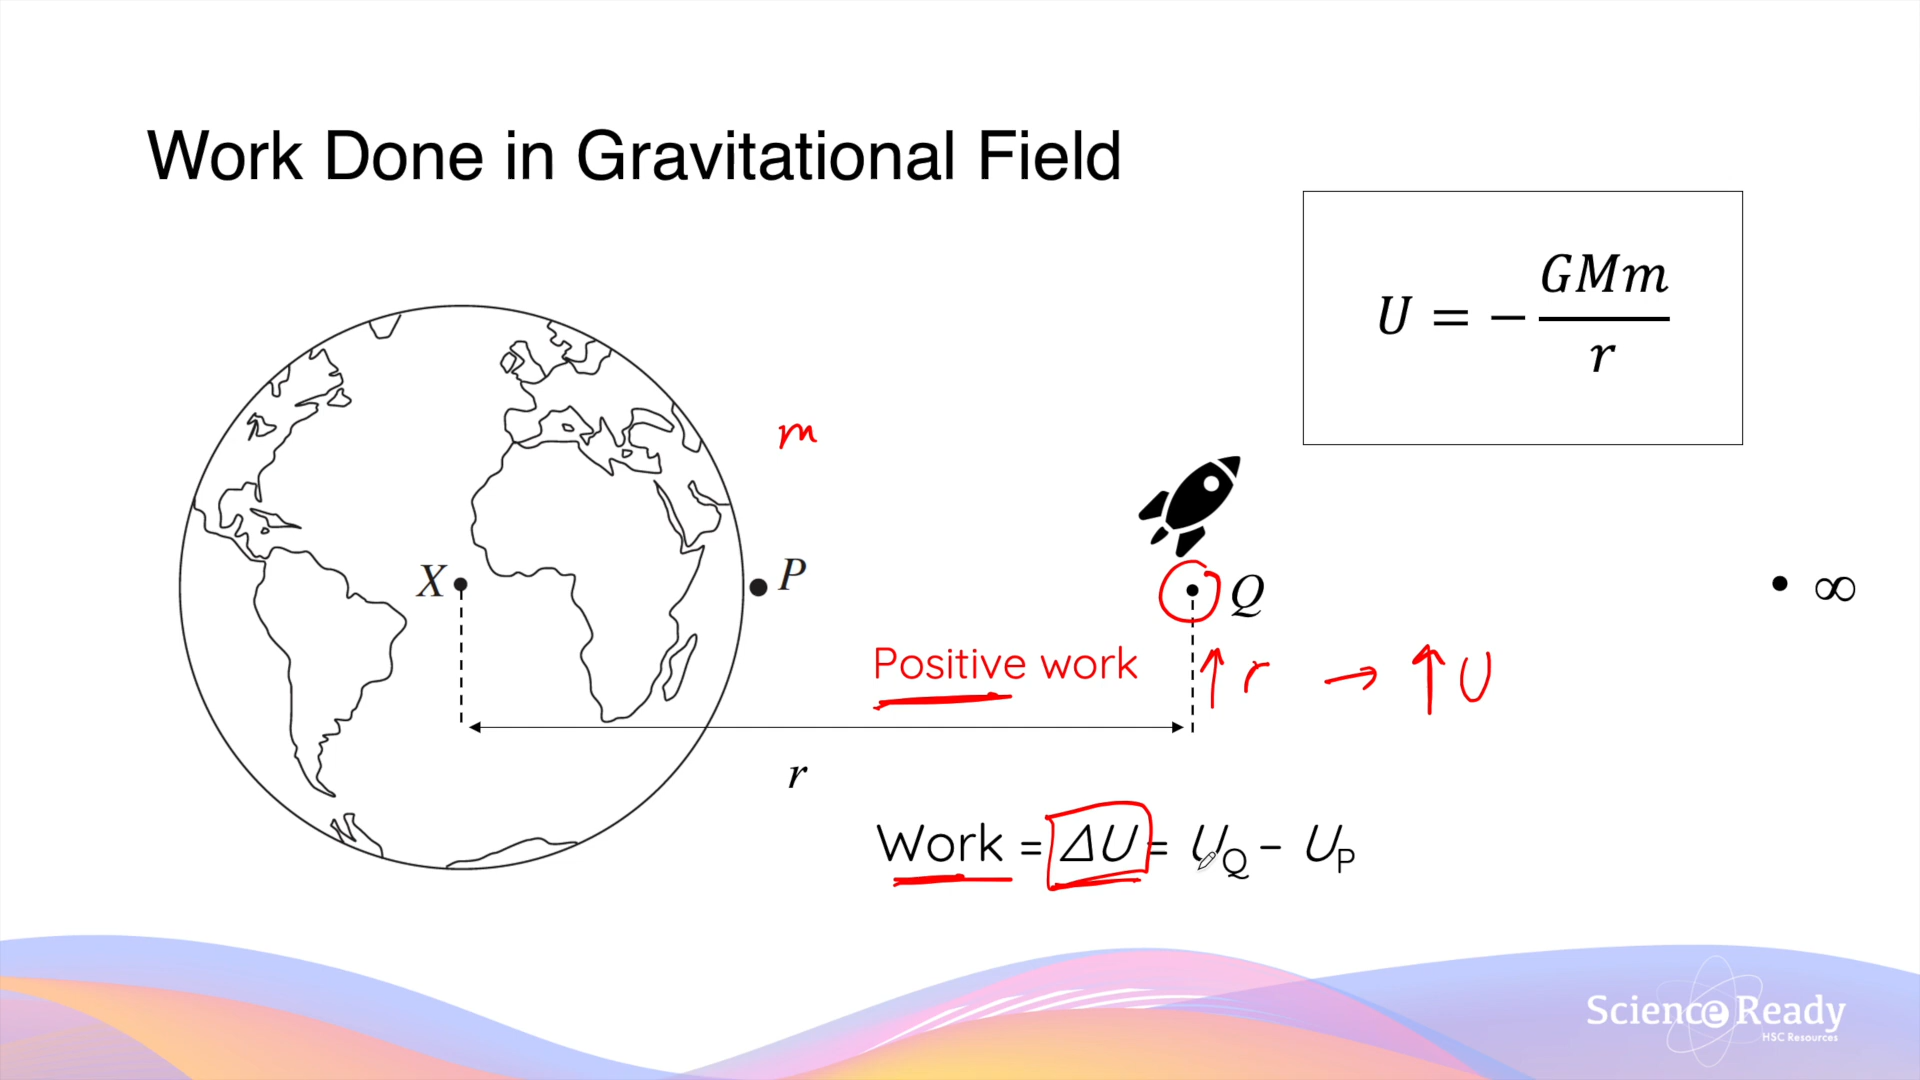 Work Done in Gravitational Field
U = − GMm / r
m
X
P
Q
∞
Positive work
↑ r → ↑ U
r
Work = ΔU = U_Q − U_P
Science Ready
HSC Resources